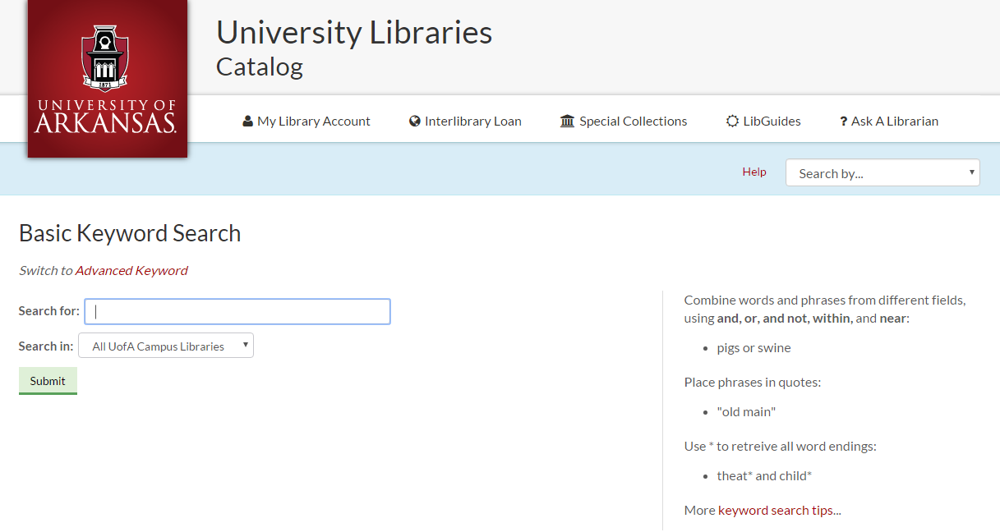 University Libraries
Catalog
1871
UNIVERSITY OF
ARKANSAS.
My Library Account
Interlibrary Loan
Special Collections
LibGuides
? Ask A Librarian
Help
Search by...
Basic Keyword Search
Switch to Advanced Keyword
Search for:
Search in: All UofA Campus Libraries
Submit
Combine words and phrases from different fields,
using and, or, and not, within, and near:
• pigs or swine
Place phrases in quotes:
• "old main"
Use * to retreive all word endings:
• theat* and child*
More keyword search tips...